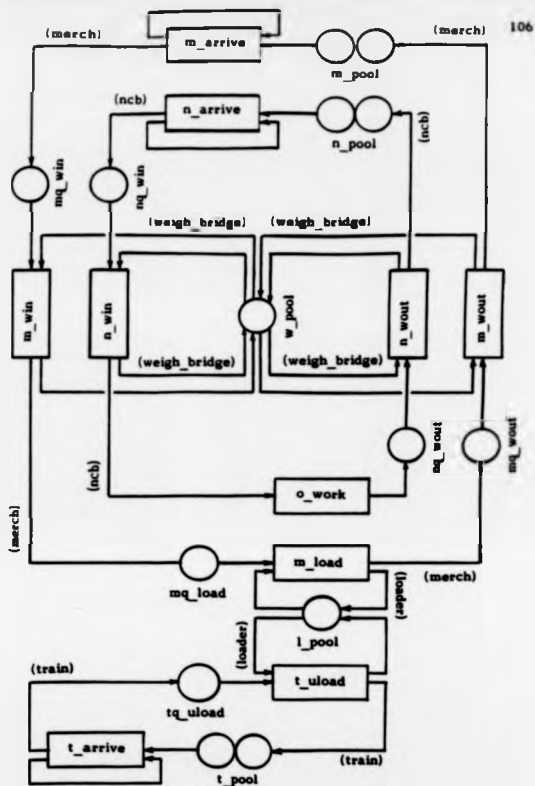 106
(merch)
m_arrive
m_pool
(merch)
(ncb)
n_arrive
n_pool
(ncb)
mq_win
nq_win
(weigh_bridge)
(weigh_bridge)
m_win
n_win
w_pool
n_wout
m_wout
(weigh_bridge)
(weigh_bridge)
(ncb)
nq_wout
mq_wout
o_work
(merch)
m_load
mq_load
(loader)
(merch)
l_pool
(loader)
(train)
t_uload
tq_uload
t_arrive
t_pool
(train)